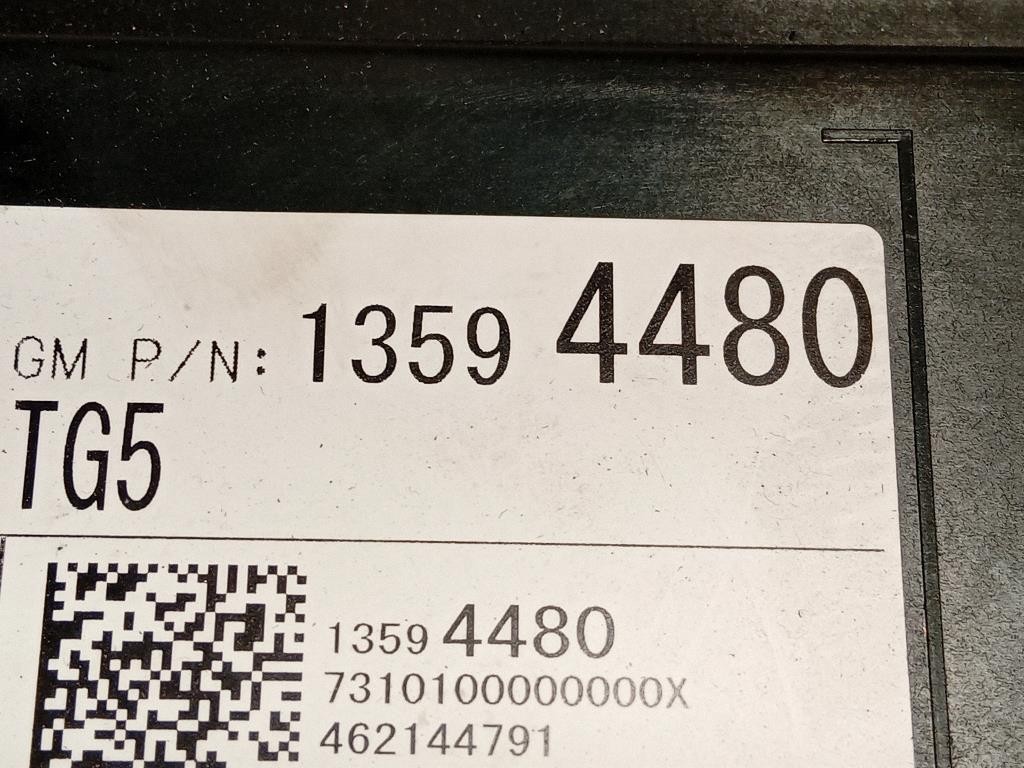 GM P/N: 1359 4480
TG5
1359 4480
7310100000000X
462144791